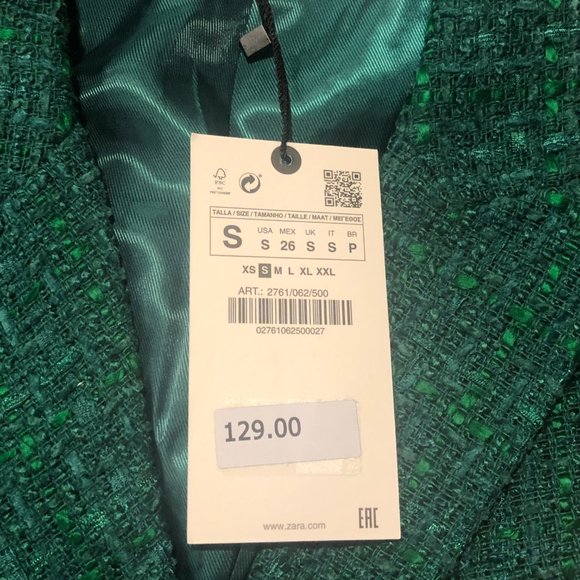 FSC
TALLA / SIZE / TAMANHO / TAILLE / MAAT / ΜΕΓΕΘΟΣ
S
USA MEX UK IT BR
S 26 S S P
XS S M L XL XXL
ART.: 2761/062/500
02761062500027
129.00
www.zara.com
EAC